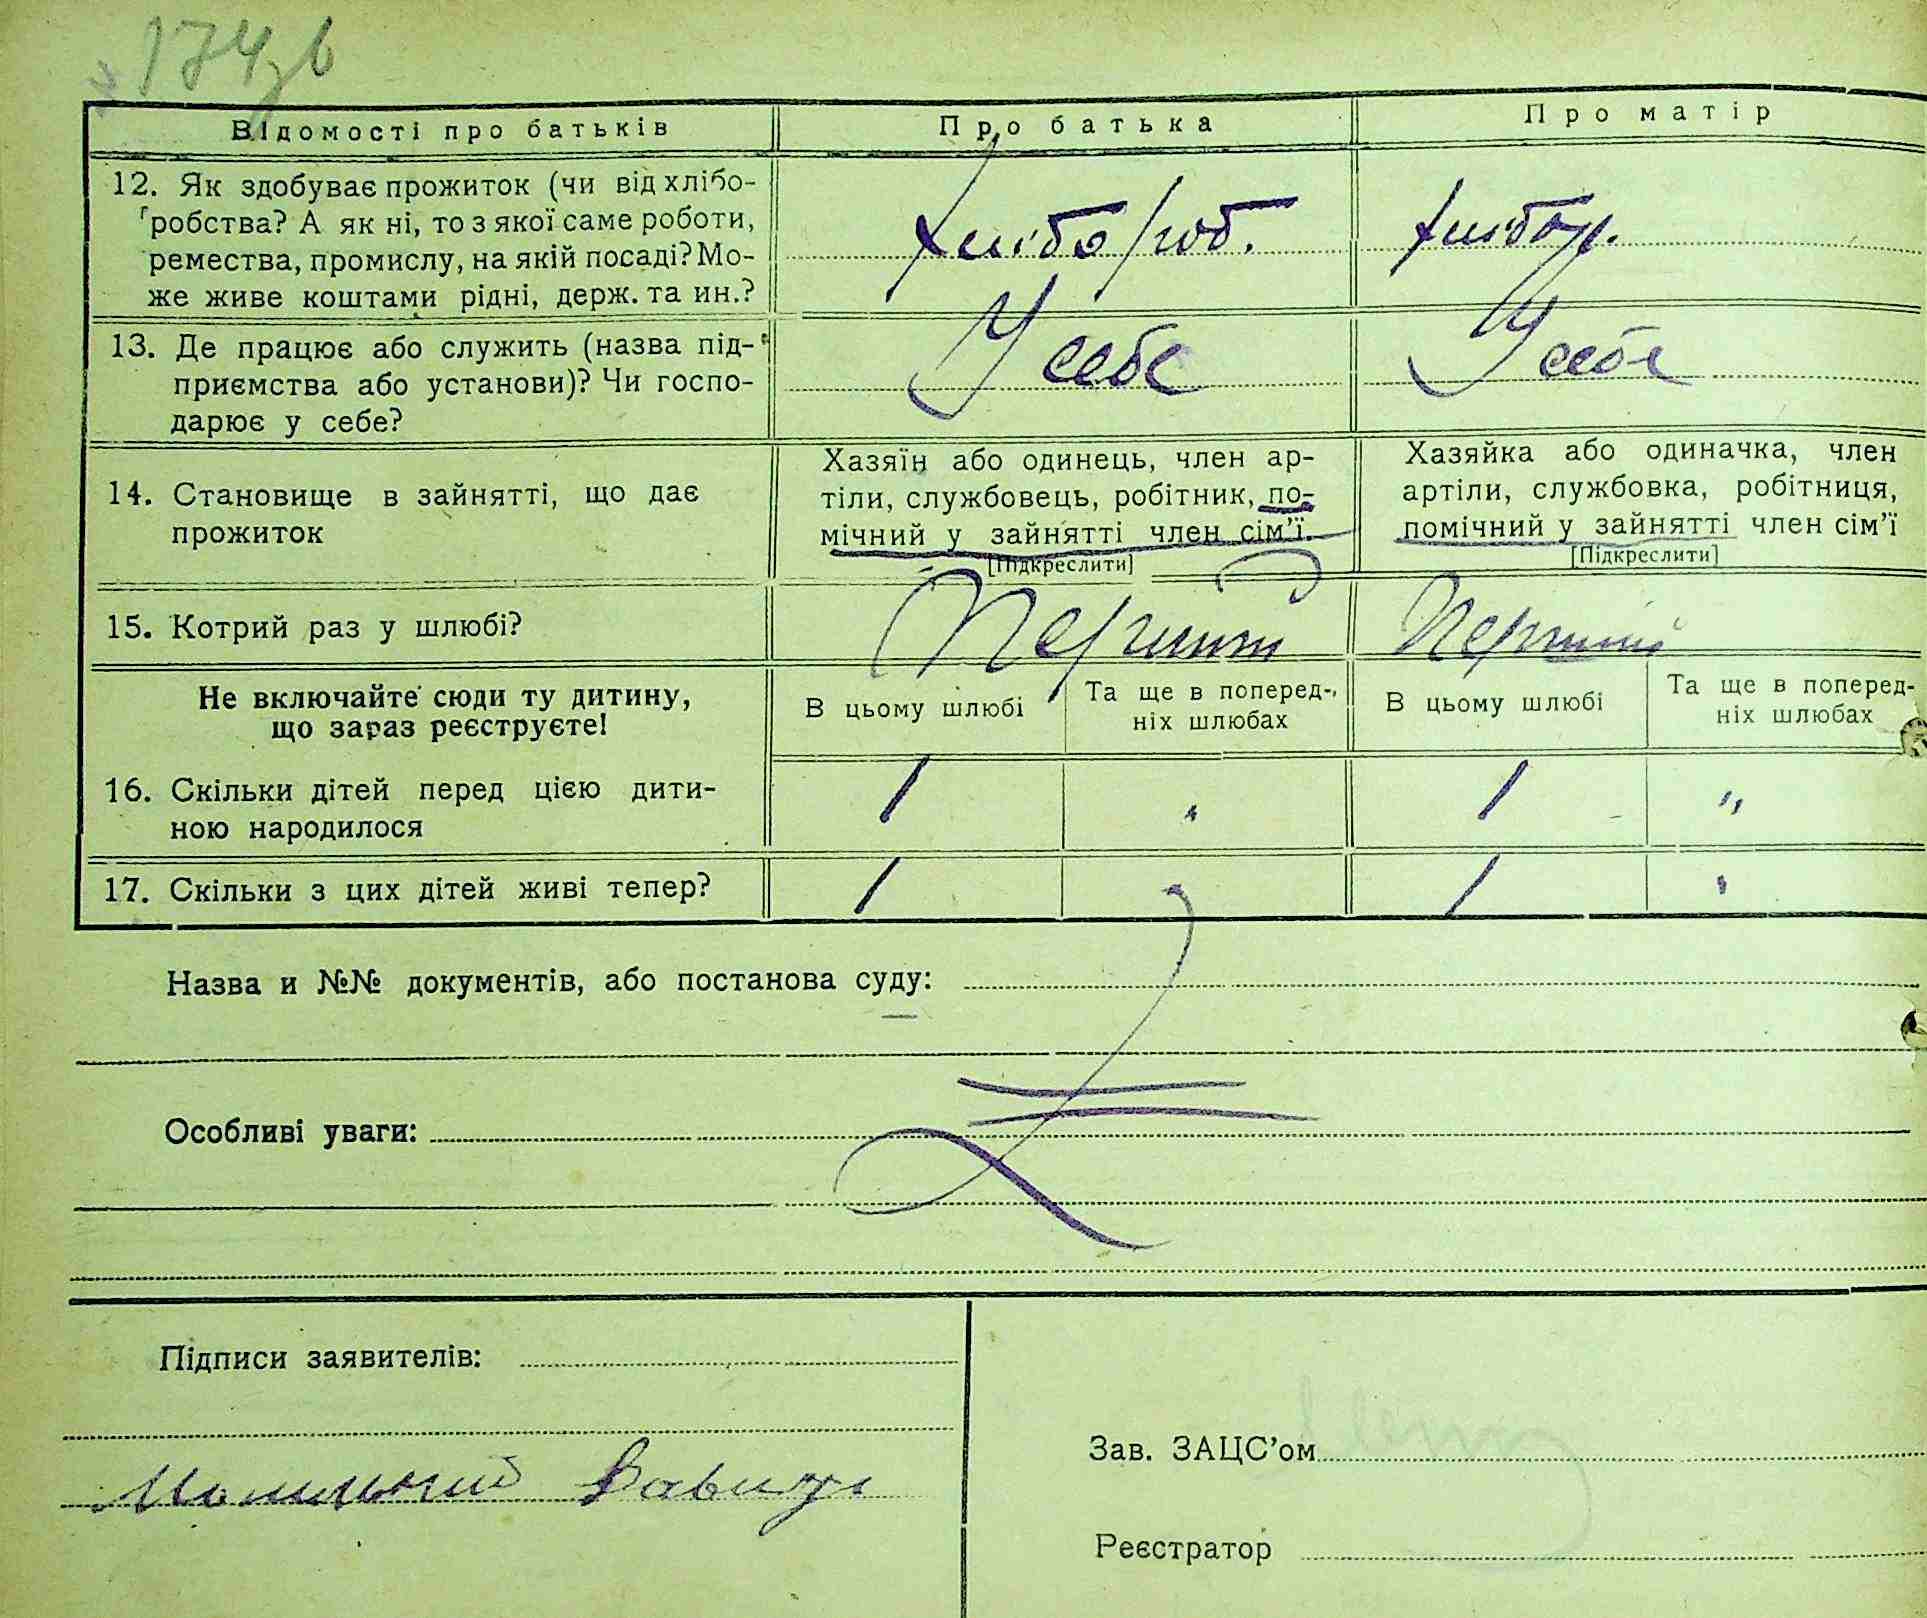 174зв
Відомості про батьків
Про батька
Про матір
12. Як здобуває прожиток (чи від хлібо-
робства? А як ні, то з якої саме роботи,
ремества, промислу, на якій посаді? Мо-
же живе коштами рідні, держ. та ин.?
Хлібороб.
Хлібор.
13. Де працює або служить (назва під-
приємства або установи)? Чи госпо-
дарює у себе?
У себе
У себе
14. Становище в зайнятті, що дає
прожиток
Хазяїн або одинець, член ар-
тіли, службовець, робітник, по-
мічний у зайнятті член сім'ї.
[Підкреслити]
Хазяйка або одиначка, член
артіли, службовка, робітниця,
помічний у зайнятті член сім'ї
[Підкреслити]
15. Котрий раз у шлюбі?
Перший
Перший
Не включайте сюди ту дитину,
що зараз реєструєте!
В цьому шлюбі
Та ще в поперед-
ніх шлюбах
В цьому шлюбі
Та ще в поперед-
ніх шлюбах
16. Скільки дітей перед цією дити-
ною народилося
1 " 1 "
17. Скільки з цих дітей живі тепер?
1 " 1 "
Назва и №№ документів, або постанова суду:
Особливі уваги:
Підписи заявителів:
Зав. ЗАЦС'ом
Реєстратор